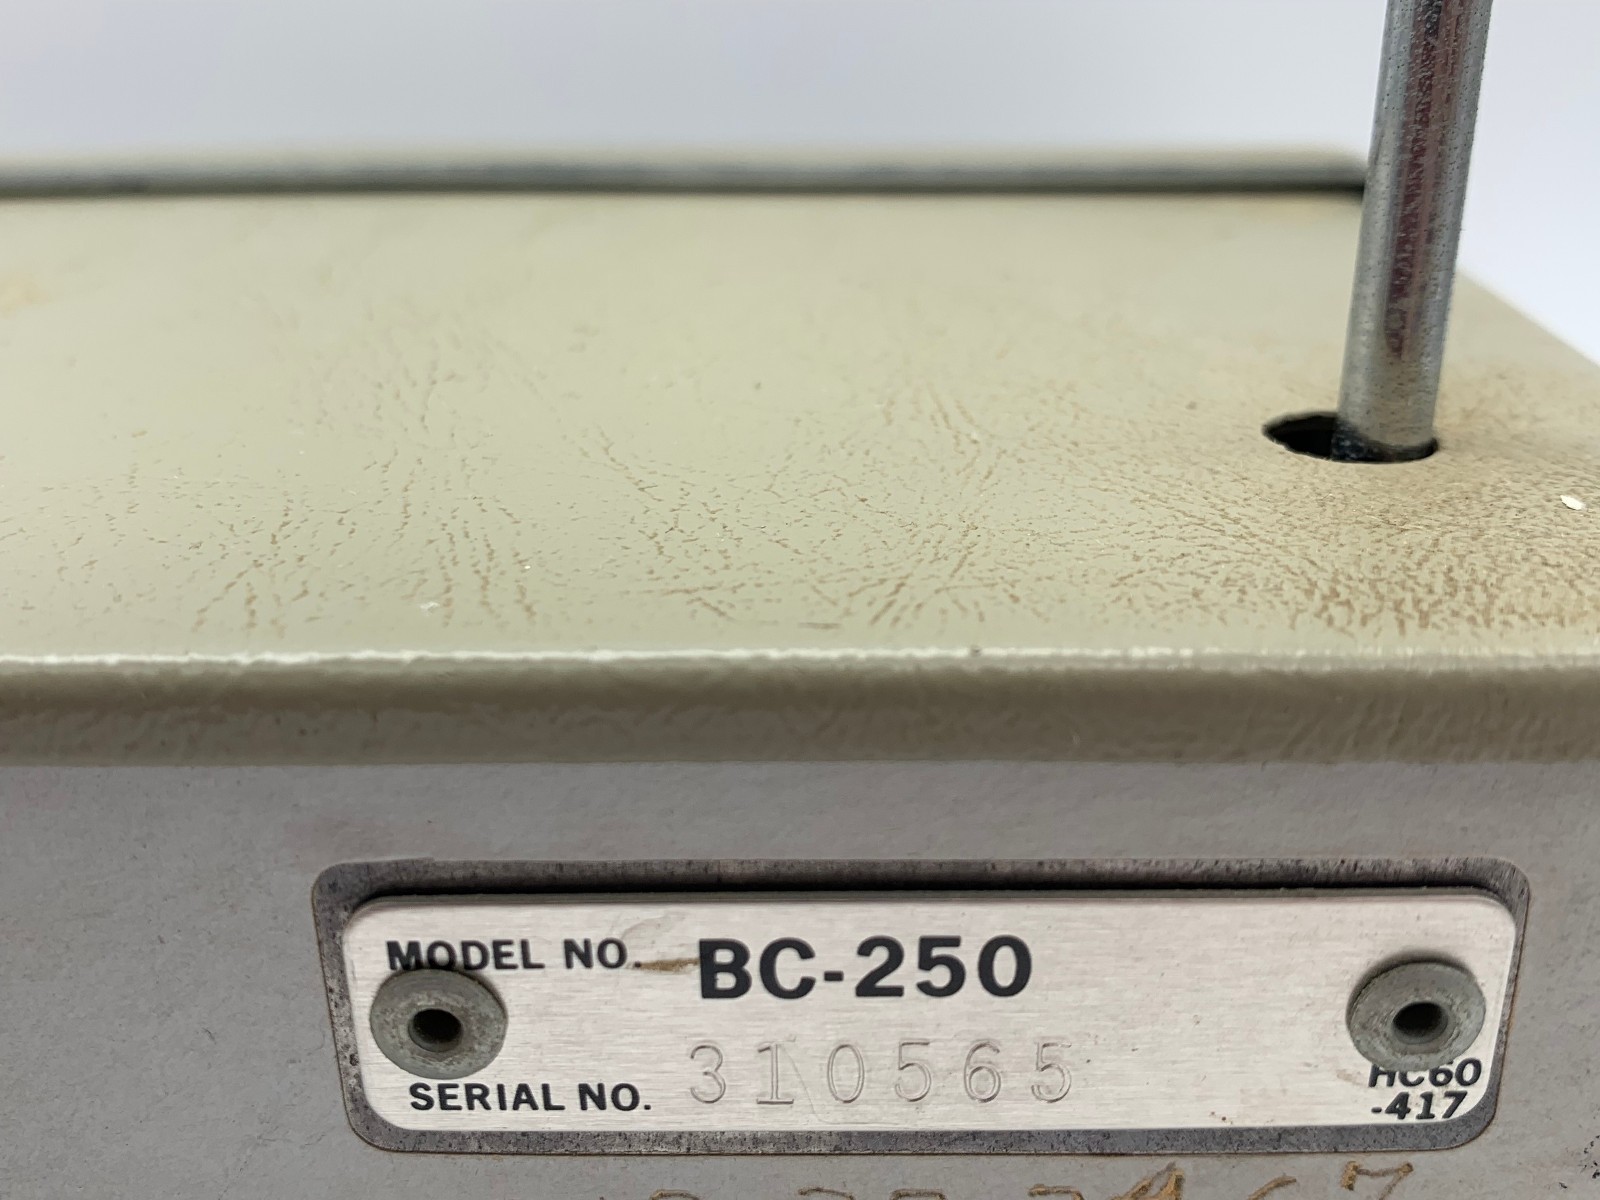 MODEL NO. BC-250
SERIAL NO. 310565
HC60
-417